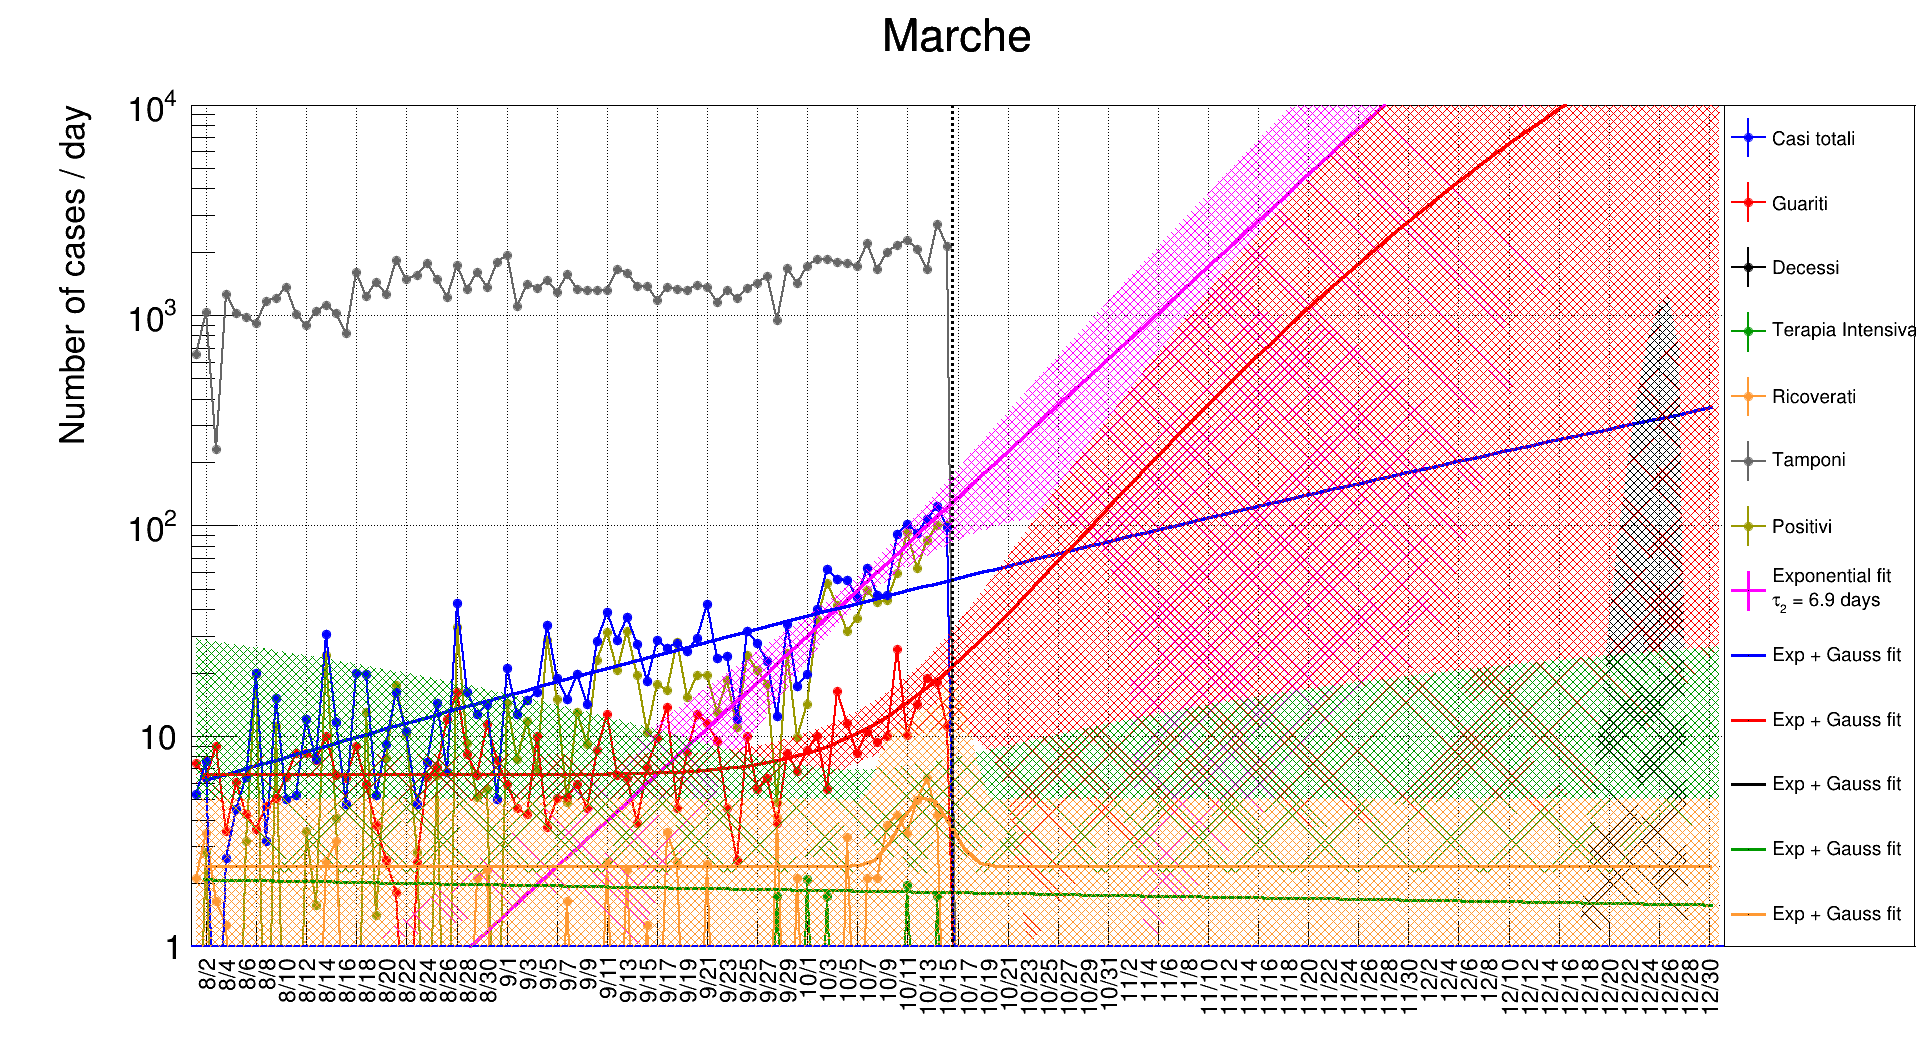 Marche
Number of cases / day
10^4
10^3
10^2
10
1
8/2 8/4 8/6 8/8 8/10 8/12 8/14 8/16 8/18 8/20 8/22 8/24 8/26 8/28 8/30 9/1 9/3 9/5 9/7 9/9 9/11 9/13 9/15 9/17 9/19 9/21 9/23 9/25 9/27 9/29 10/1 10/3 10/5 10/7 10/9 10/11 10/13 10/15 10/17 10/19 10/21 10/23 10/25 10/27 10/29 10/31 11/2 11/4 11/6 11/8 11/10 11/12 11/14 11/16 11/18 11/20 11/22 11/24 11/26 11/28 11/30 12/2 12/4 12/6 12/8 12/10 12/12 12/14 12/16 12/18 12/20 12/22 12/24 12/26 12/28 12/30
Casi totali
Guariti
Decessi
Terapia Intensiva
Ricoverati
Tamponi
Positivi
Exponential fit
τ2 = 6.9 days
Exp + Gauss fit
Exp + Gauss fit
Exp + Gauss fit
Exp + Gauss fit
Exp + Gauss fit